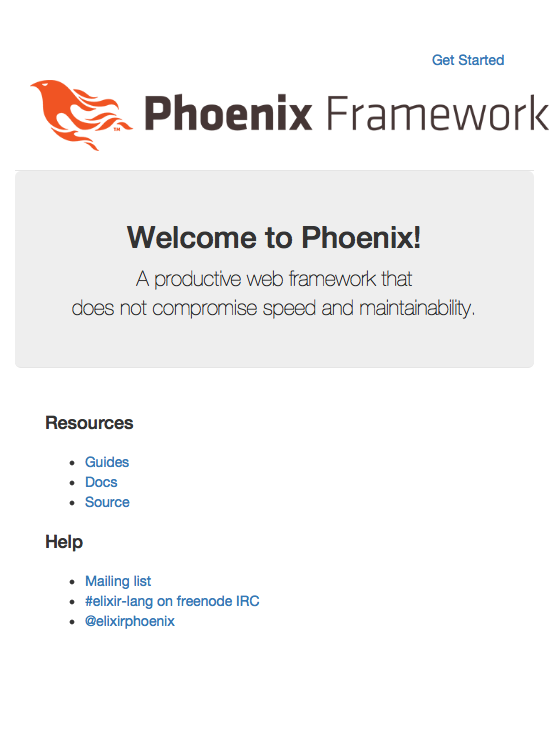 Get Started
Phoenix Framework
TM
Welcome to Phoenix!
A productive web framework that
does not compromise speed and maintainability.
Resources
Guides
Docs
Source
Help
Mailing list
#elixir-lang on freenode IRC
@elixirphoenix